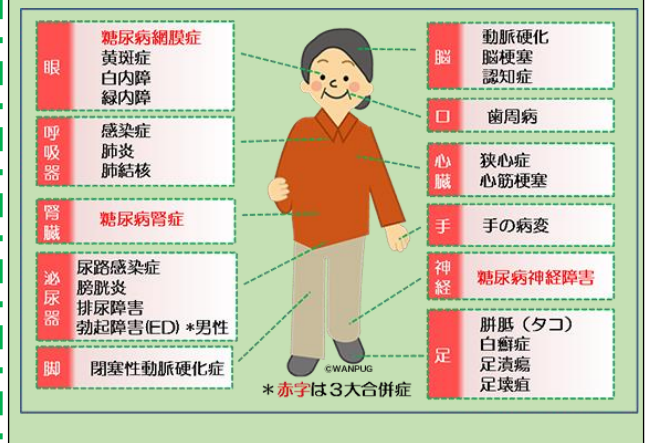 眼
糖尿病網膜症
黄斑症
白内障
緑内障
呼吸器
感染症
肺炎
肺結核
腎臓
糖尿病腎症
泌尿器
尿路感染症
膀胱炎
排尿障害
勃起障害(ED) *男性
脚
閉塞性動脈硬化症
脳
動脈硬化
脳梗塞
認知症
口
歯周病
心臓
狭心症
心筋梗塞
手
手の病変
神経
糖尿病神経障害
足
胼胝（タコ）
白癬症
足潰瘍
足壊疽
©WANPUG
＊赤字は３大合併症